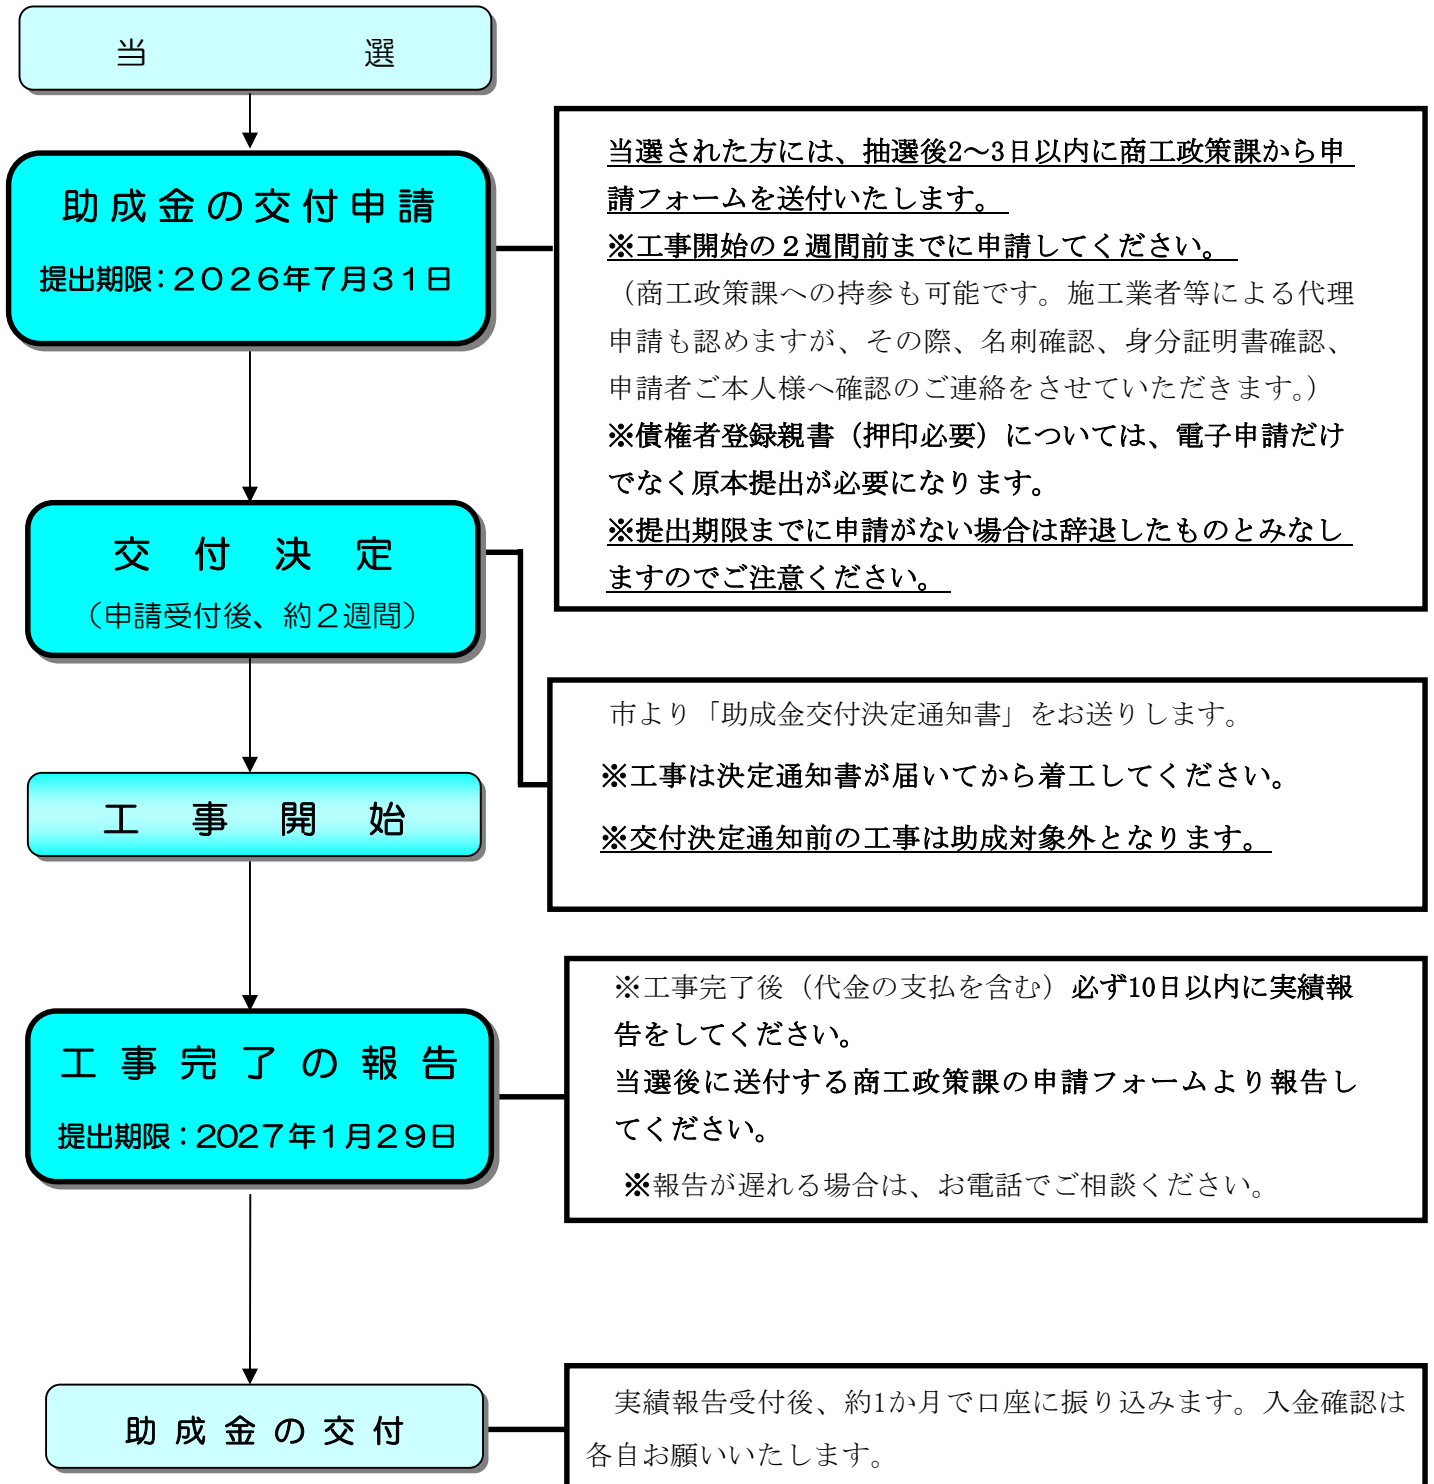 当選
助成金の交付申請
提出期限：２０２６年７月３１日
当選された方には、抽選後2～3日以内に商工政策課から申
請フォームを送付いたします。
※工事開始の２週間前までに申請してください。
（商工政策課への持参も可能です。施工業者等による代理
申請も認めますが、その際、名刺確認、身分証明書確認、
申請者ご本人様へ確認のご連絡をさせていただきます。）
※債権者登録親書（押印必要）については、電子申請だけ
でなく原本提出が必要になります。
※提出期限までに申請がない場合は辞退したものとみなし
ますのでご注意ください。
交付決定
（申請受付後、約２週間）
市より「助成金交付決定通知書」をお送りします。
※工事は決定通知書が届いてから着工してください。
※交付決定通知前の工事は助成対象外となります。
工事開始
工事完了の報告
提出期限：２０２７年１月２９日
※工事完了後（代金の支払を含む）必ず10日以内に実績報
告をしてください。
当選後に送付する商工政策課の申請フォームより報告し
てください。
※報告が遅れる場合は、お電話でご相談ください。
助成金の交付
実績報告受付後、約1か月で口座に振り込みます。入金確認は
各自お願いいたします。